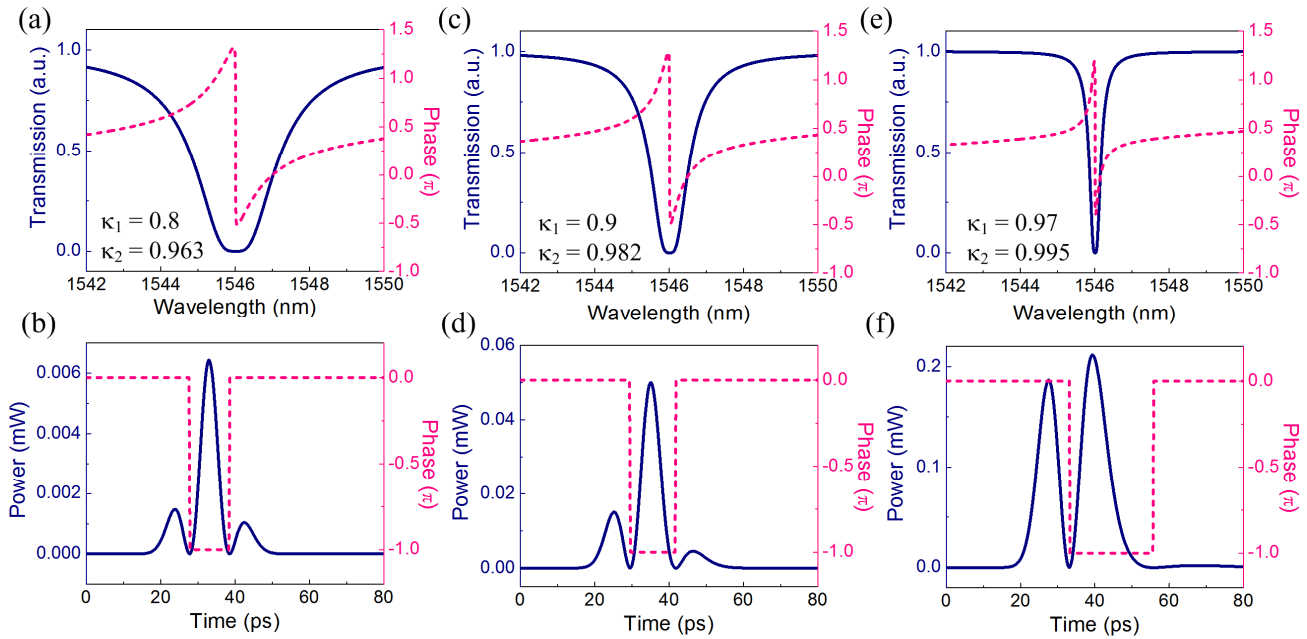 (a)
Transmission (a.u.)
1.0
0.5
0.0
1.5
1.0
0.5
0.0
-0.5
-1.0
Phase (π)
κ1 = 0.8
κ2 = 0.963
1542 1544 1546 1548 1550
Wavelength (nm)
(c)
Transmission (a.u.)
1.0
0.5
0.0
1.5
1.0
0.5
0.0
-0.5
-1.0
Phase (π)
κ1 = 0.9
κ2 = 0.982
1542 1544 1546 1548 1550
Wavelength (nm)
(e)
Transmission (a.u.)
1.0
0.5
0.0
1.5
1.0
0.5
0.0
-0.5
-1.0
Phase (π)
κ1 = 0.97
κ2 = 0.995
1542 1544 1546 1548 1550
Wavelength (nm)
(b)
Power (mW)
0.006
0.004
0.002
0.000
0.0
-0.5
-1.0
Phase (π)
0 20 40 60 80
Time (ps)
(d)
Power (mW)
0.06
0.04
0.02
0.00
0.0
-0.5
-1.0
Phase (π)
0 20 40 60 80
Time (ps)
(f)
Power (mW)
0.2
0.1
0.0
0.0
-0.5
-1.0
Phase (π)
0 20 40 60 80
Time (ps)